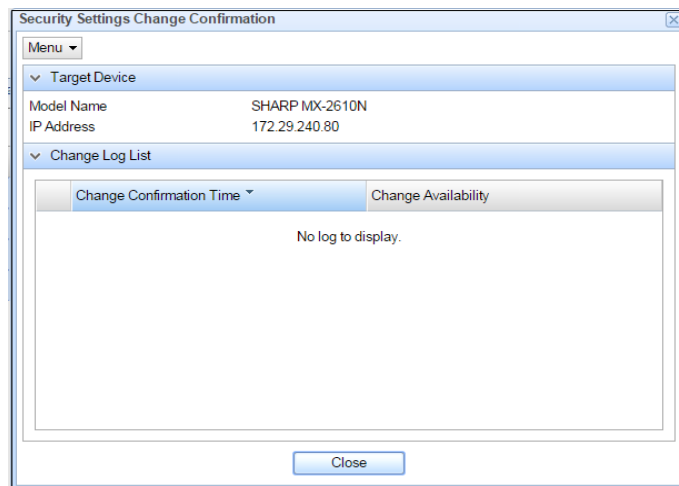 Security Settings Change Confirmation
Menu
Target Device
Model Name SHARP MX-2610N
IP Address 172.29.240.80
Change Log List
Change Confirmation Time Change Availability
No log to display.
Close